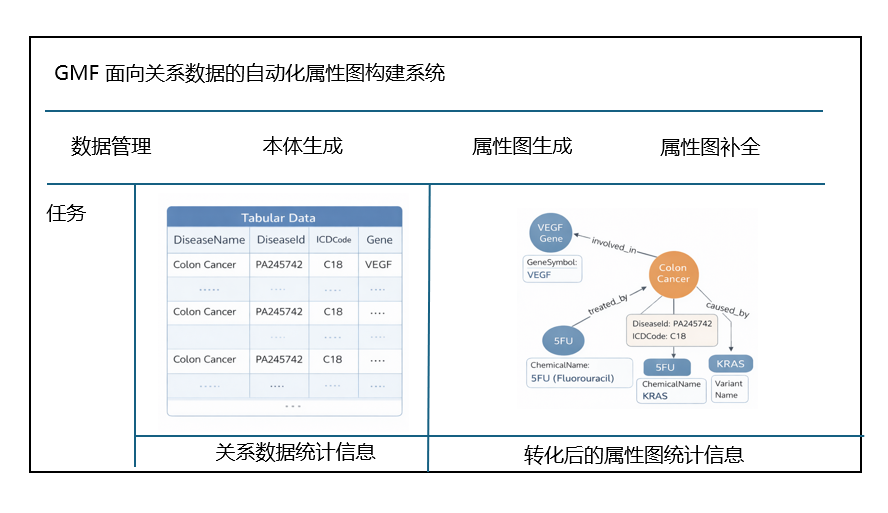 GMF 面向关系数据的自动化属性图构建系统
数据管理 本体生成 属性图生成 属性图补全
任务
Tabular Data
DiseaseName DiseaseId ICDCode Gene
Colon Cancer PA245742 C18 VEGF
..... .... .... ....
Colon Cancer PA245742 C18 ....
.... .... ....
Colon Cancer PA245742 C18 ....
..... .... .... ....
...
关系数据统计信息
VEGF
Gene
involved_in
GeneSymbol:
VEGF
Colon
Cancer
treated_by
caused_by
DiseaseId: PA245742
ICDCode: C18
5FU
ChemicalName:
5FU (Fluorouracil)
5FU
ChemicalName
KRAS
KRAS
Variant
Name
转化后的属性图统计信息